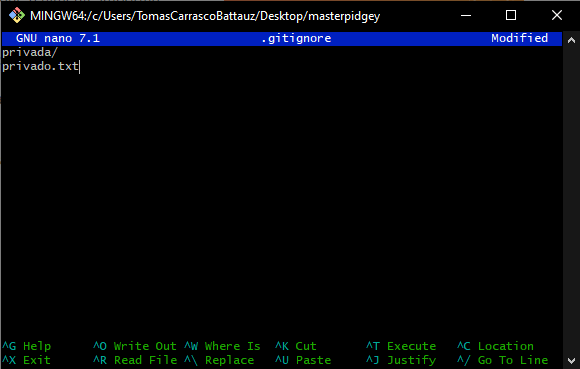 MINGW64:/c/Users/TomasCarrascoBattauz/Desktop/masterpidgey
GNU nano 7.1 .gitignore Modified
privada/
privado.txt
^G Help ^O Write Out ^W Where Is ^K Cut ^T Execute ^C Location
^X Exit ^R Read File ^\ Replace ^U Paste ^J Justify ^/ Go To Line